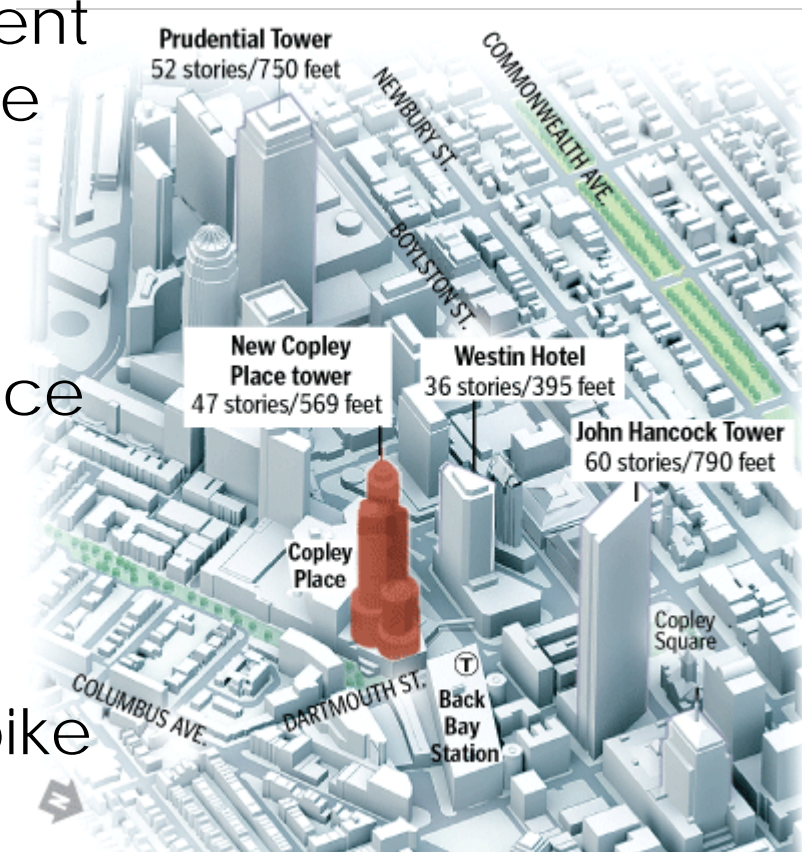 ent
e
ce
pike
Prudential Tower
52 stories/750 feet
NEWBURY ST.
COMMONWEALTH AVE.
BOYLSTON ST.
New Copley
Place tower
47 stories/569 feet
Westin Hotel
36 stories/395 feet
John Hancock Tower
60 stories/790 feet
Copley
Place
Copley
Square
COLUMBUS AVE.
DARTMOUTH ST.
T
Back
Bay
Station
N